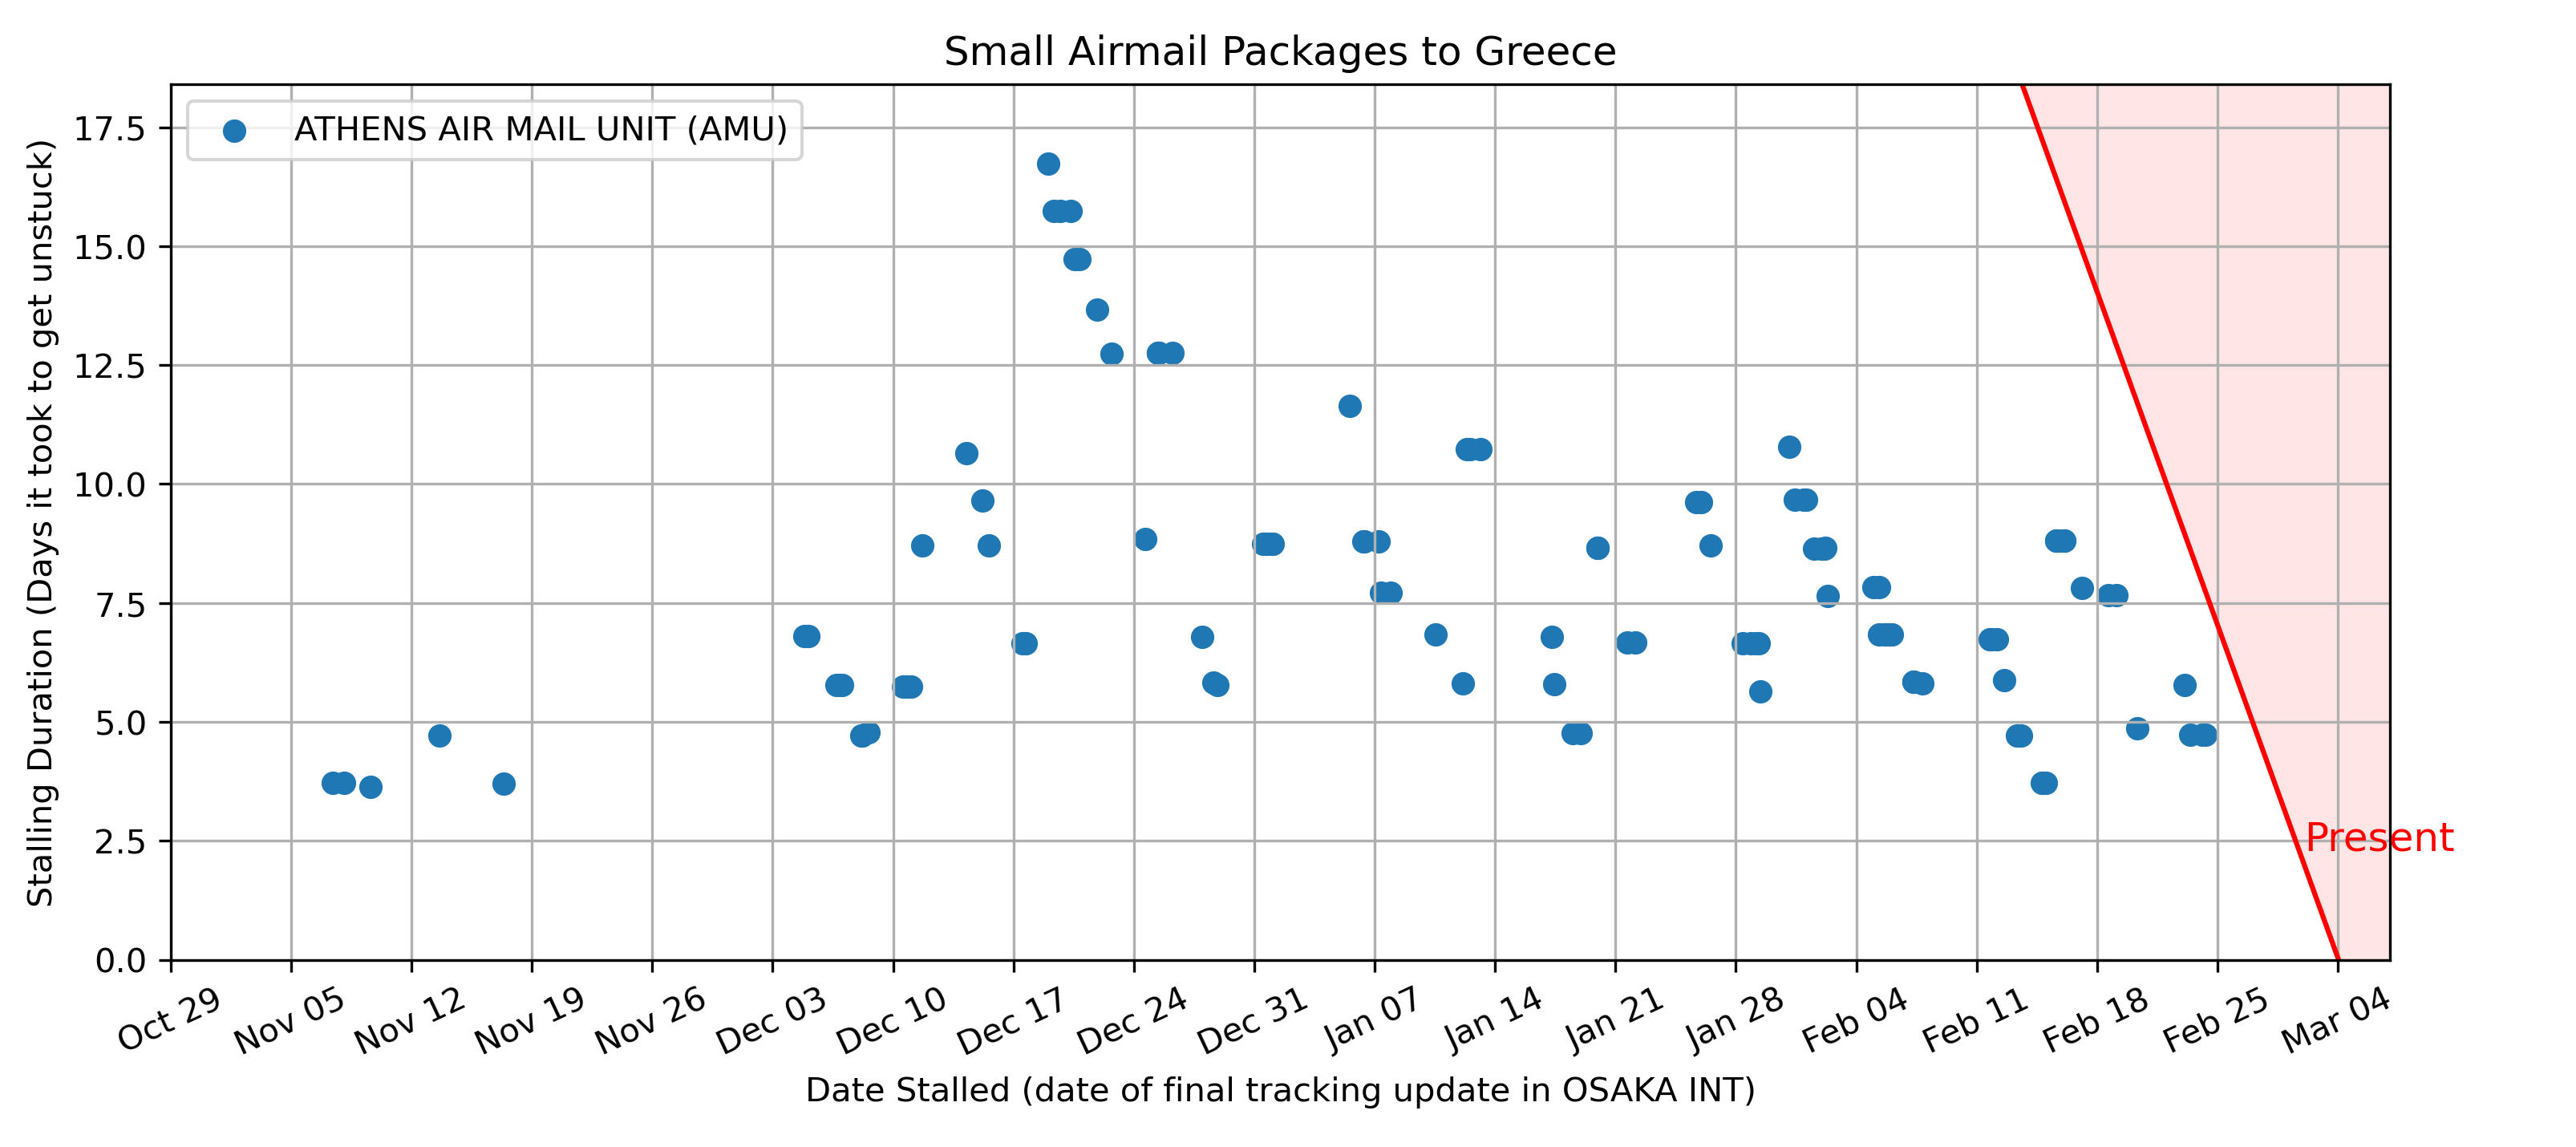 Small Airmail Packages to Greece
ATHENS AIR MAIL UNIT (AMU)
Stalling Duration (Days it took to get unstuck)
17.5
15.0
12.5
10.0
7.5
5.0
2.5
0.0
Present
Oct 29
Nov 05
Nov 12
Nov 19
Nov 26
Dec 03
Dec 10
Dec 17
Dec 24
Dec 31
Jan 07
Jan 14
Jan 21
Jan 28
Feb 04
Feb 11
Feb 18
Feb 25
Mar 04
Date Stalled (date of final tracking update in OSAKA INT)